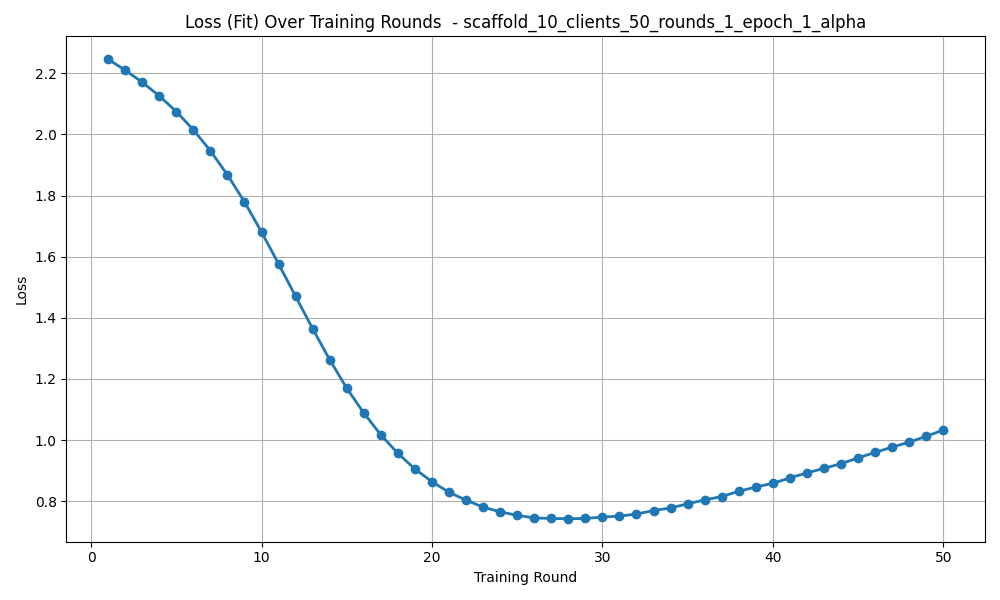 Loss (Fit) Over Training Rounds  - scaffold_10_clients_50_rounds_1_epoch_1_alpha
2.2
2.0
1.8
1.6
1.4
1.2
1.0
0.8
Loss
0 10 20 30 40 50
Training Round